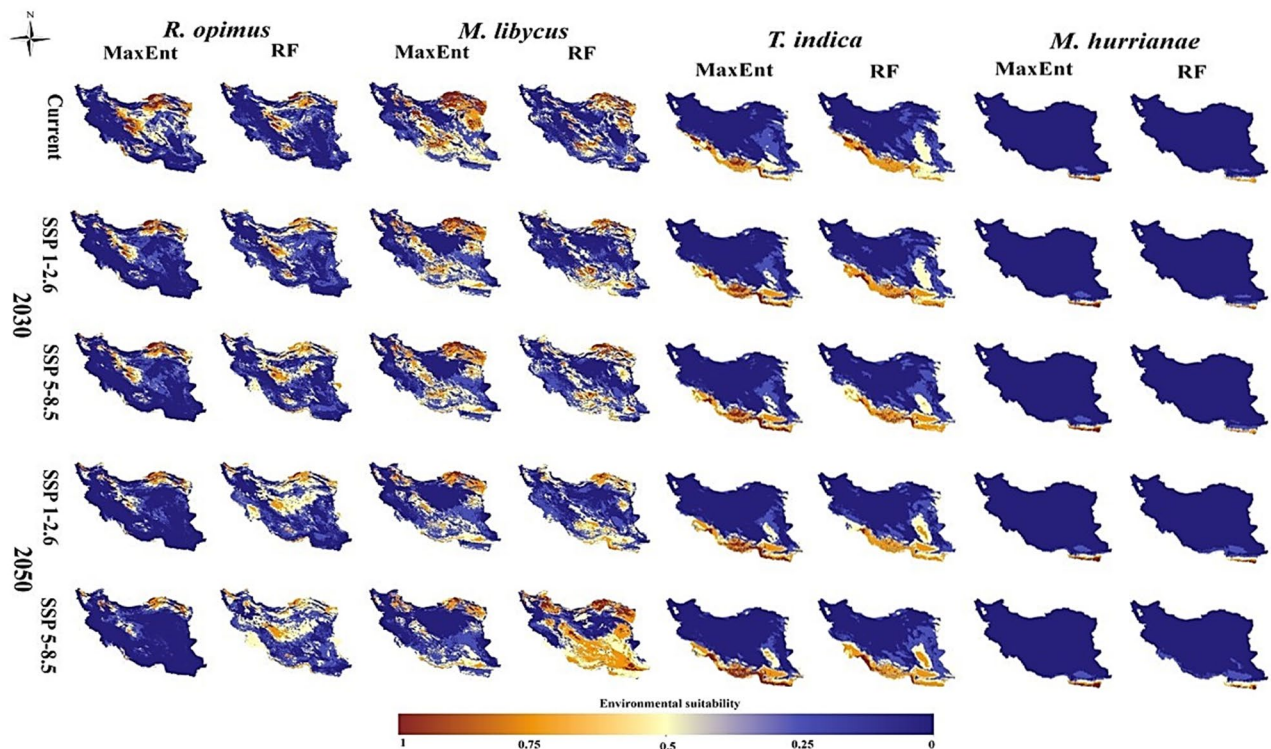 N
R. opimus
M. libycus
T. indica
M. hurrianae
MaxEnt RF MaxEnt RF MaxEnt RF MaxEnt RF
Current
2030
SSP 1-2.6
SSP 5-8.5
2050
SSP 1-2.6
SSP 5-8.5
Environmental suitability
1 0.75 0.5 0.25 0